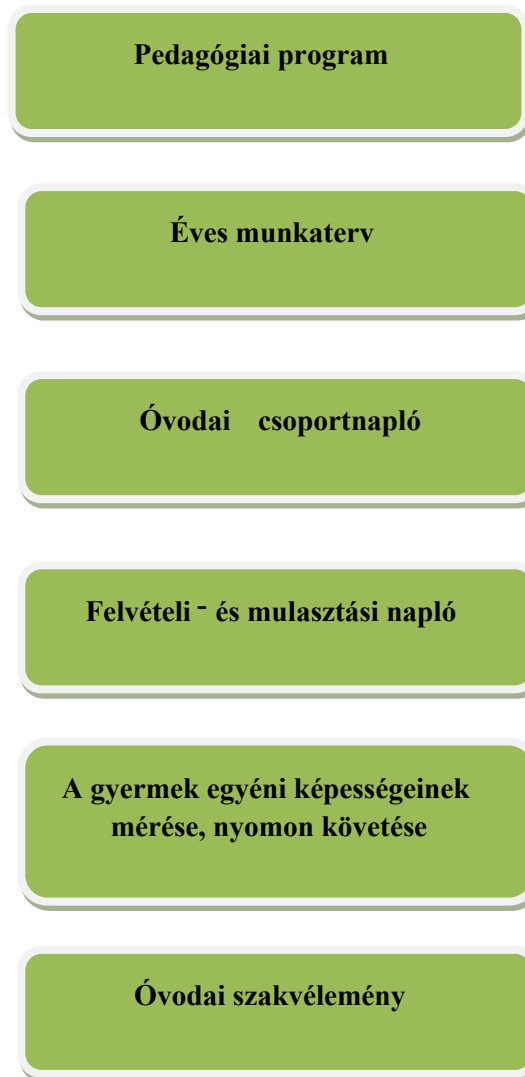 Pedagógiai program
Éves munkaterv
Óvodai csoportnapló
Felvételi - és mulasztási napló
A gyermek egyéni képességeinek
mérése, nyomon követése
Óvodai szakvélemény